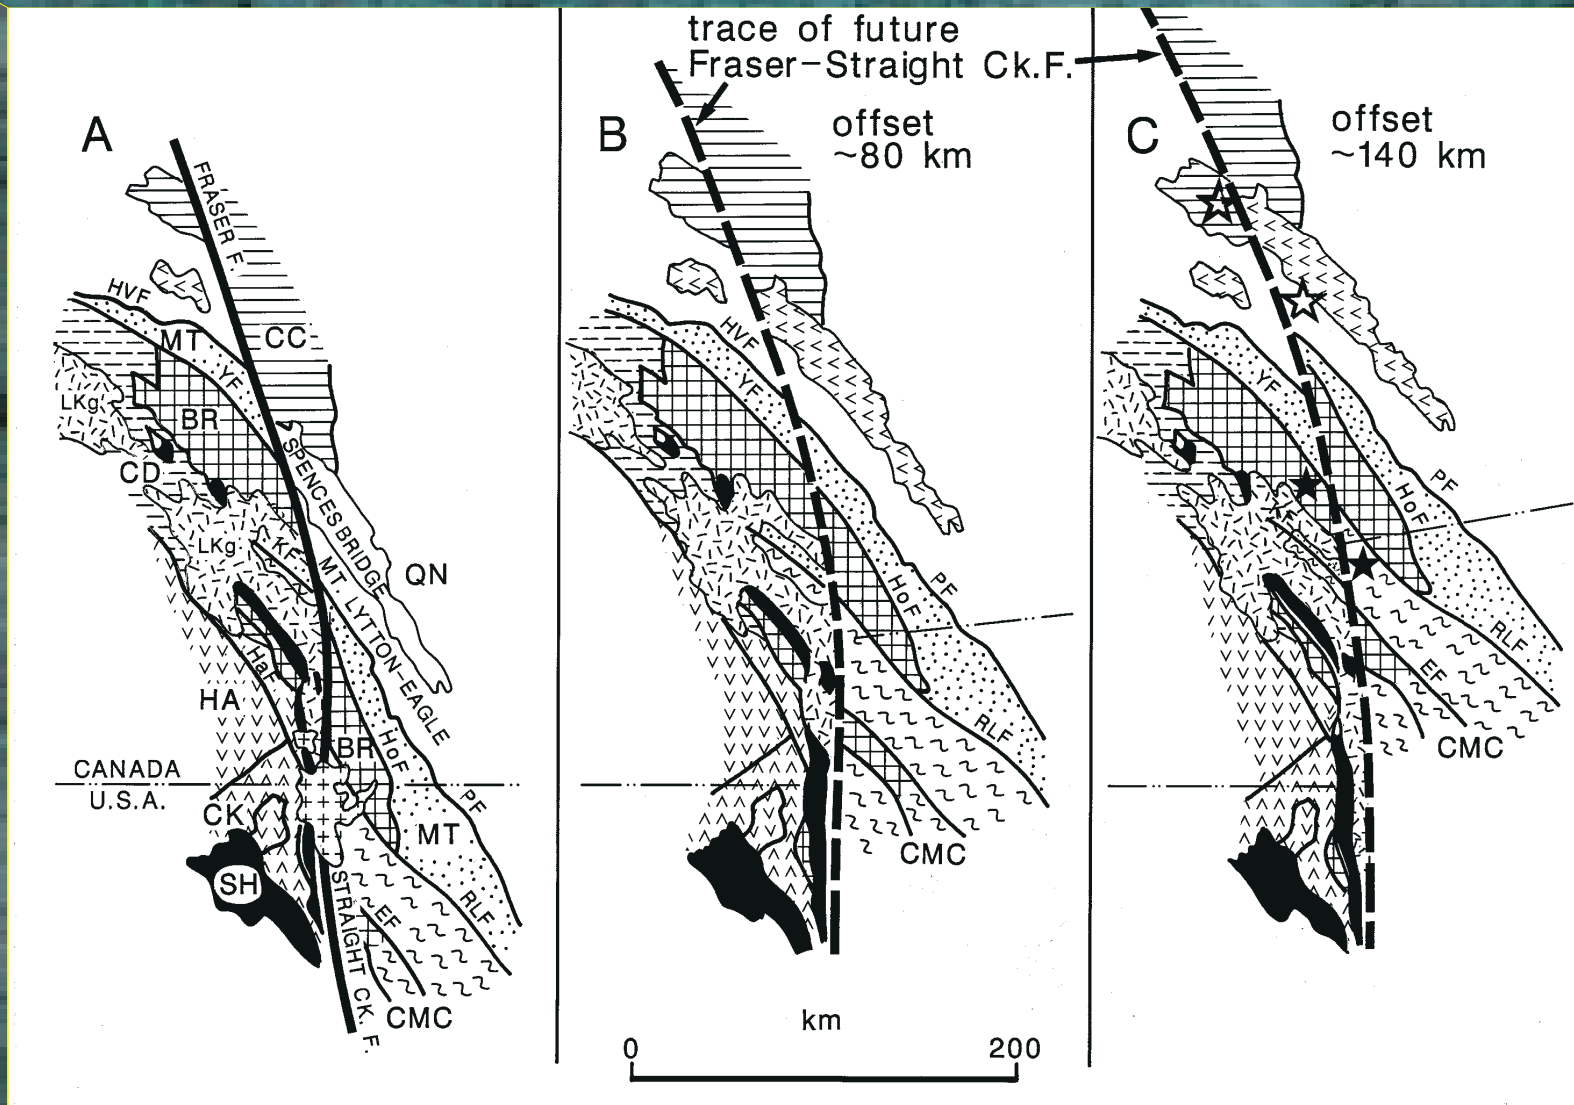 A
FRASER F.
HVF
MT
CC
YF
LKg
BR
CD
SPENCES BRIDGE
LKg
KF
MT LYTTON-EAGLE
QN
HaF
HA
BR
HoF
CANADA
U.S.A.
PF
CK
MT
SH
STRAIGHT CK. F.
EF
RLF
CMC
trace of future
Fraser-Straight Ck.F.
B
offset
~80 km
HVF
YF
HoF
PF
RLF
CMC
km
0
200
C
offset
~140 km
YF
PF
HoF
KF
RLF
EF
CMC